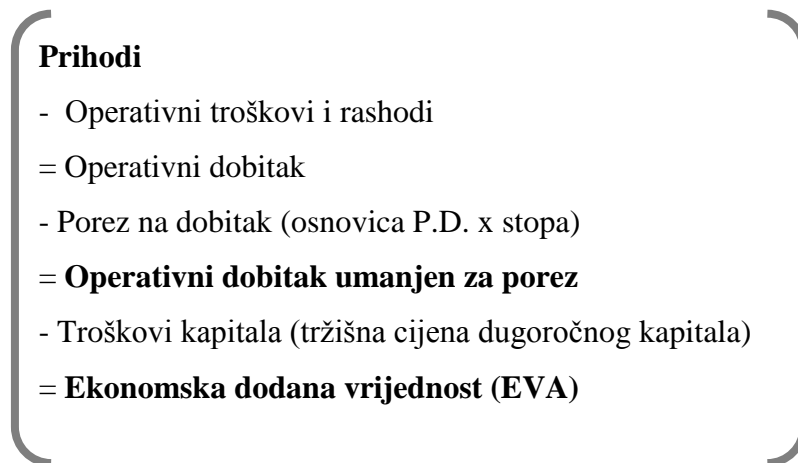 Prihodi
- Operativni troškovi i rashodi
= Operativni dobitak
- Porez na dobitak (osnovica P.D. x stopa)
= Operativni dobitak umanjen za porez
- Troškovi kapitala (tržišna cijena dugoročnog kapitala)
= Ekonomska dodana vrijednost (EVA)